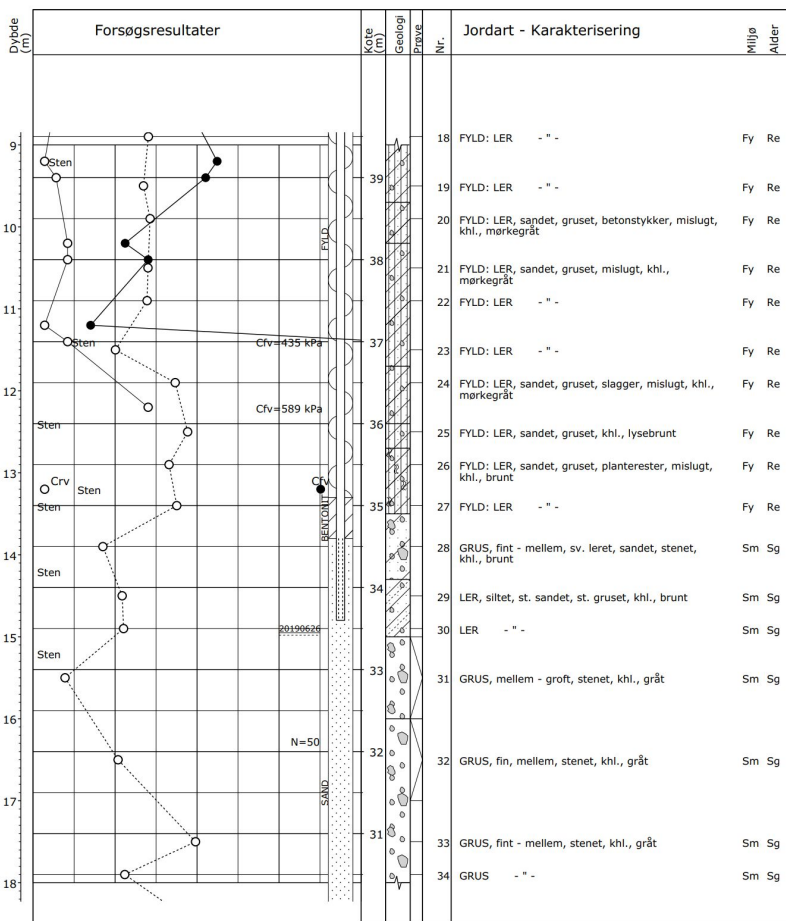 Dybde (m)
Forsøgsresultater
Kote (m)
Geologi
Prøve
Nr.
Jordart - Karakterisering
Miljø
Alder
18 FYLD: LER - " - Fy Re
9
Sten
39
19 FYLD: LER - " - Fy Re
20 FYLD: LER, sandet, gruset, betonstykker, mislugt, Fy Re
khl., mørkegråt
10
FYLD
38
21 FYLD: LER, sandet, gruset, mislugt, khl., Fy Re
mørkegråt
22 FYLD: LER - " - Fy Re
11
Sten
Cfv=435 kPa
37
23 FYLD: LER - " - Fy Re
24 FYLD: LER, sandet, gruset, slagger, mislugt, khl., Fy Re
mørkegråt
12
Cfv=589 kPa
Sten
36
25 FYLD: LER, sandet, gruset, khl., lysebrunt Fy Re
26 FYLD: LER, sandet, gruset, planterester, mislugt, Fy Re
khl., brunt
13
Crv
Cfv
Sten
Sten
35
BENTONIT
27 FYLD: LER - " - Fy Re
28 GRUS, fint - mellem, sv. leret, sandet, stenet, Sm Sg
khl., brunt
14
Sten
34
29 LER, siltet, st. sandet, st. gruset, khl., brunt Sm Sg
20190626
30 LER - " - Sm Sg
15
Sten
33
31 GRUS, mellem - groft, stenet, khl., gråt Sm Sg
16
N=50
32
32 GRUS, fin, mellem, stenet, khl., gråt Sm Sg
SAND
17
31
33 GRUS, fint - mellem, stenet, khl., gråt Sm Sg
34 GRUS - " - Sm Sg
18